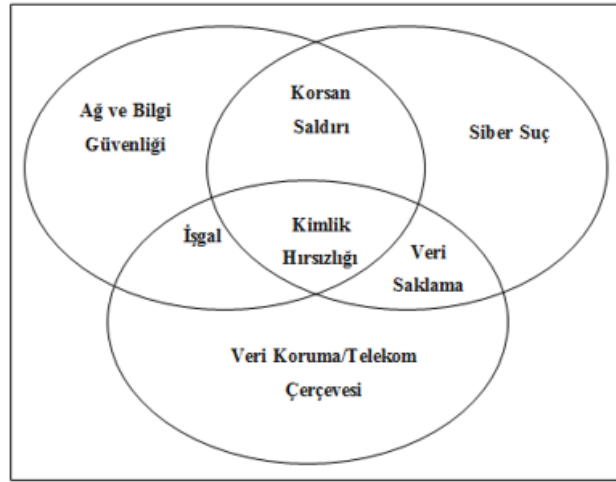 Ağ ve Bilgi
Güvenliği
Korsan
Saldırı
Siber Suç
İşgal
Kimlik
Hırsızlığı
Veri
Saklama
Veri Koruma/Telekom
Çerçevesi